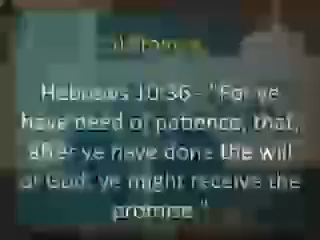 Hebrews 10:36 - "For ye
have need of patience, that,
after ye have done the will
of God, ye might receive the
promise."